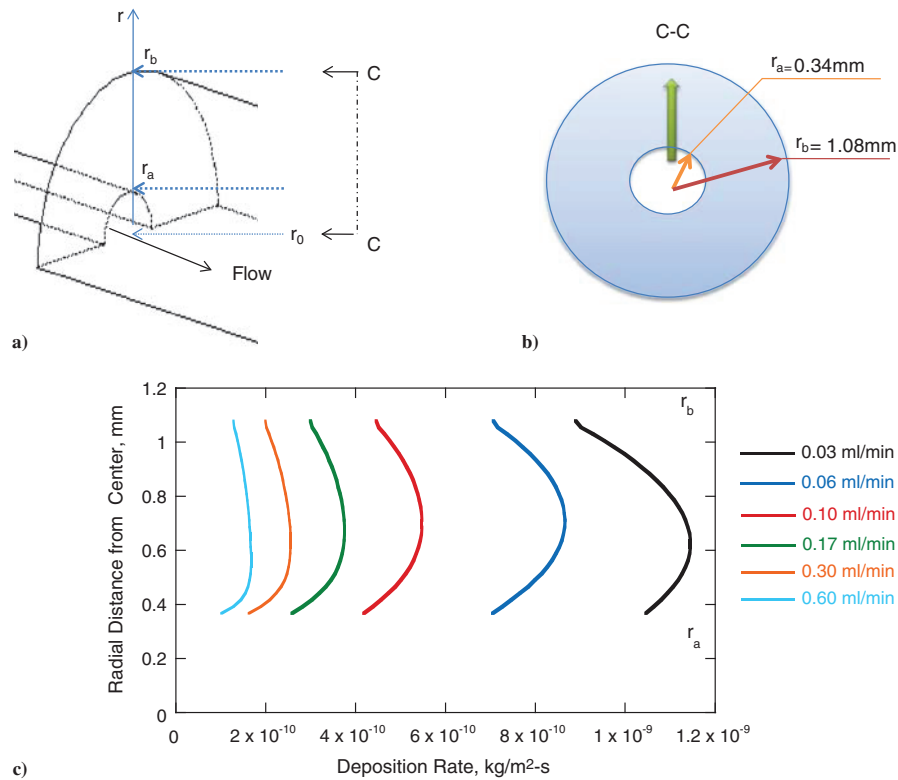 r
r_b
C
r_a
r_0
C
Flow
a)
C-C
r_a=0.34mm
r_b= 1.08mm
b)
Radial Distance from Center, mm
1.2
1
0.8
0.6
0.4
0.2
0
r_b
r_a
0
2 x 10^-10
4 x 10^-10
6 x 10^-10
8 x 10^-10
1 x 10^-9
1.2 x 10^-9
Deposition Rate, kg/m²-s
0.03 ml/min
0.06 ml/min
0.10 ml/min
0.17 ml/min
0.30 ml/min
0.60 ml/min
c)